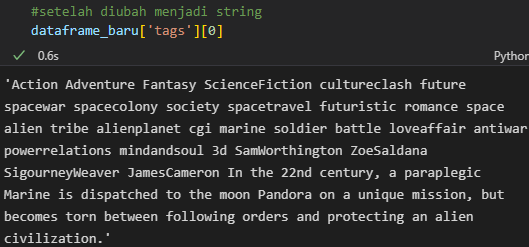 #setelah diubah menjadi string
dataframe_baru['tags'][0]
0.6s
Python
'Action Adventure Fantasy ScienceFiction cultureclash future
spacewar spacecolony society spacetravel futuristic romance space
alien tribe alienplanet cgi marine soldier battle loveaffair antiwar
powerrelations mindandsoul 3d SamWorthington ZoeSaldana
SigourneyWeaver JamesCameron In the 22nd century, a paraplegic
Marine is dispatched to the moon Pandora on a unique mission, but
becomes torn between following orders and protecting an alien
civilization.'